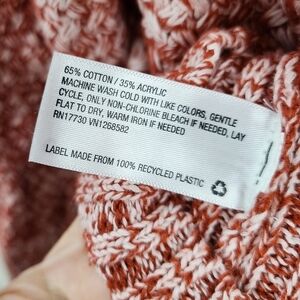 65% COTTON / 35% ACRYLIC
MACHINE WASH COLD WITH LIKE COLORS, GENTLE
CYCLE. ONLY NON-CHLORINE BLEACH IF NEEDED, LAY
FLAT TO DRY, WARM IRON IF NEEDED
RN17730 VN1268582
LABEL MADE FROM 100% RECYCLED PLASTIC